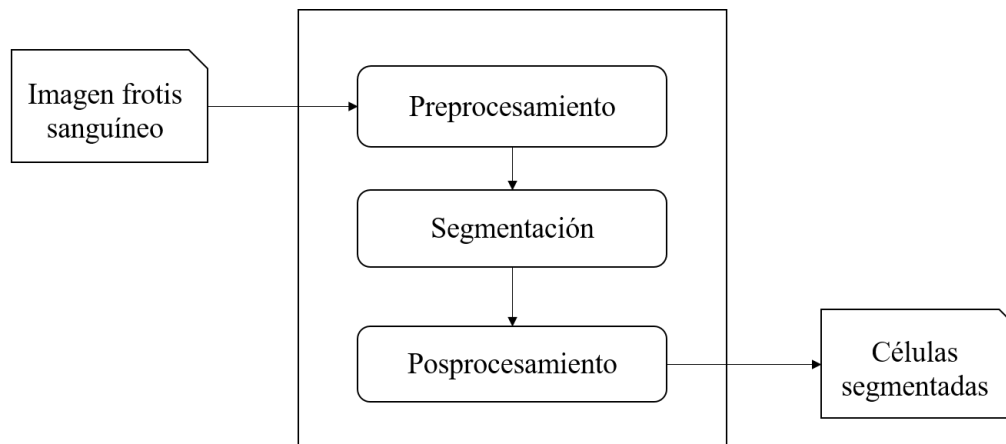 Imagen frotis
sanguíneo
Preprocesamiento
Segmentación
Posprocesamiento
Células
segmentadas